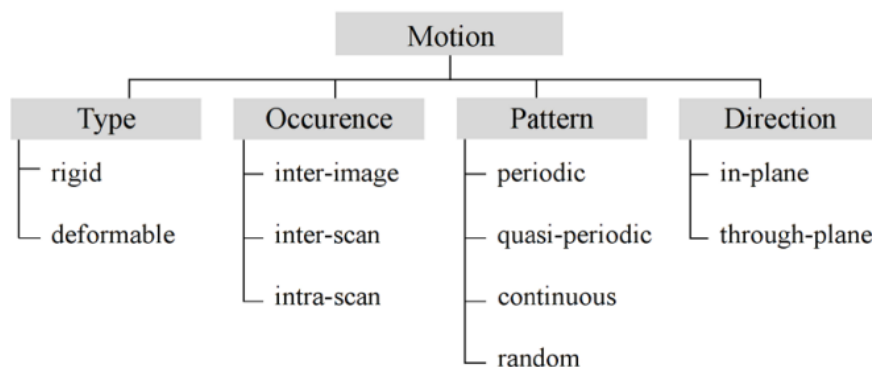 Motion
Type
rigid
deformable
Occurence
inter-image
inter-scan
intra-scan
Pattern
periodic
quasi-periodic
continuous
random
Direction
in-plane
through-plane